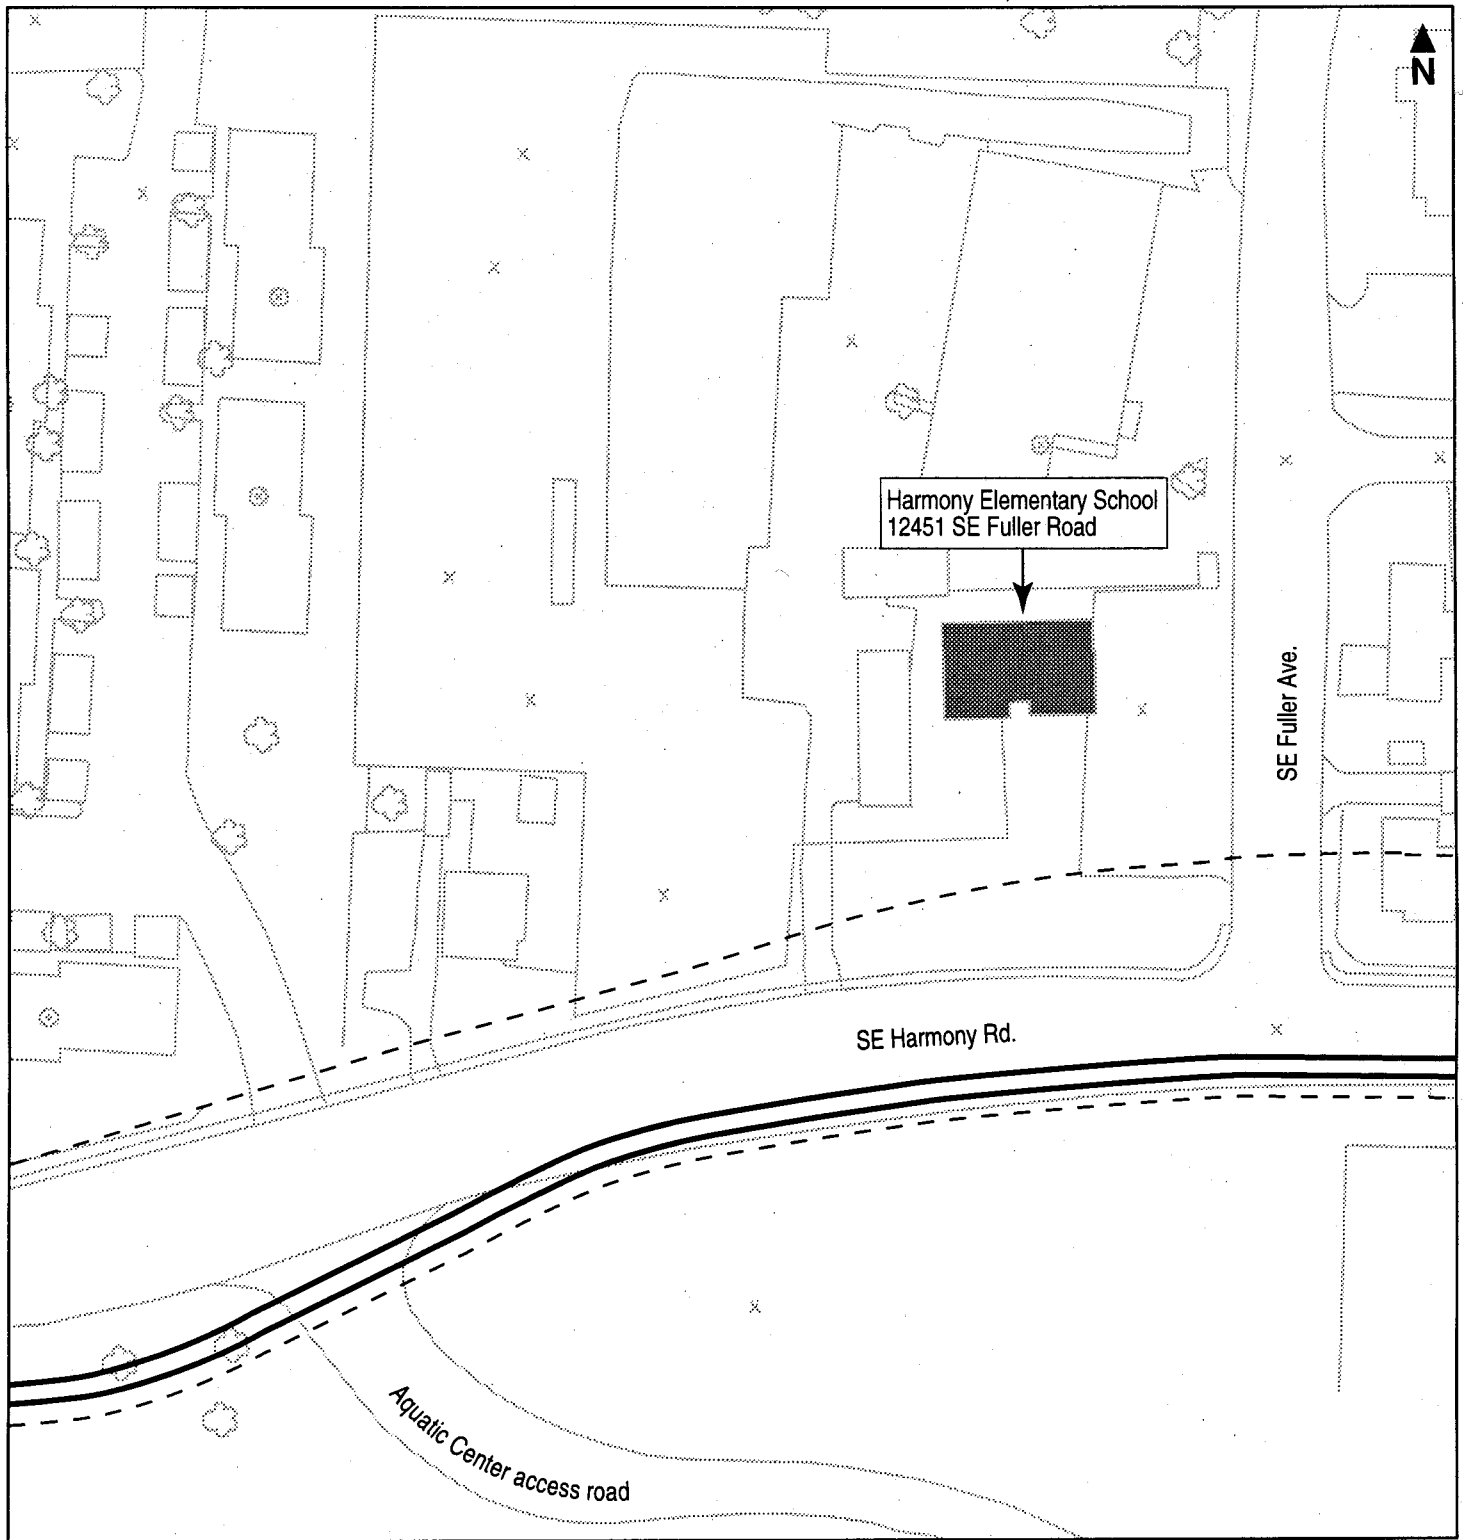 N
Harmony Elementary School
12451 SE Fuller Road
SE Fuller Ave.
SE Harmony Rd.
Aquatic Center access road